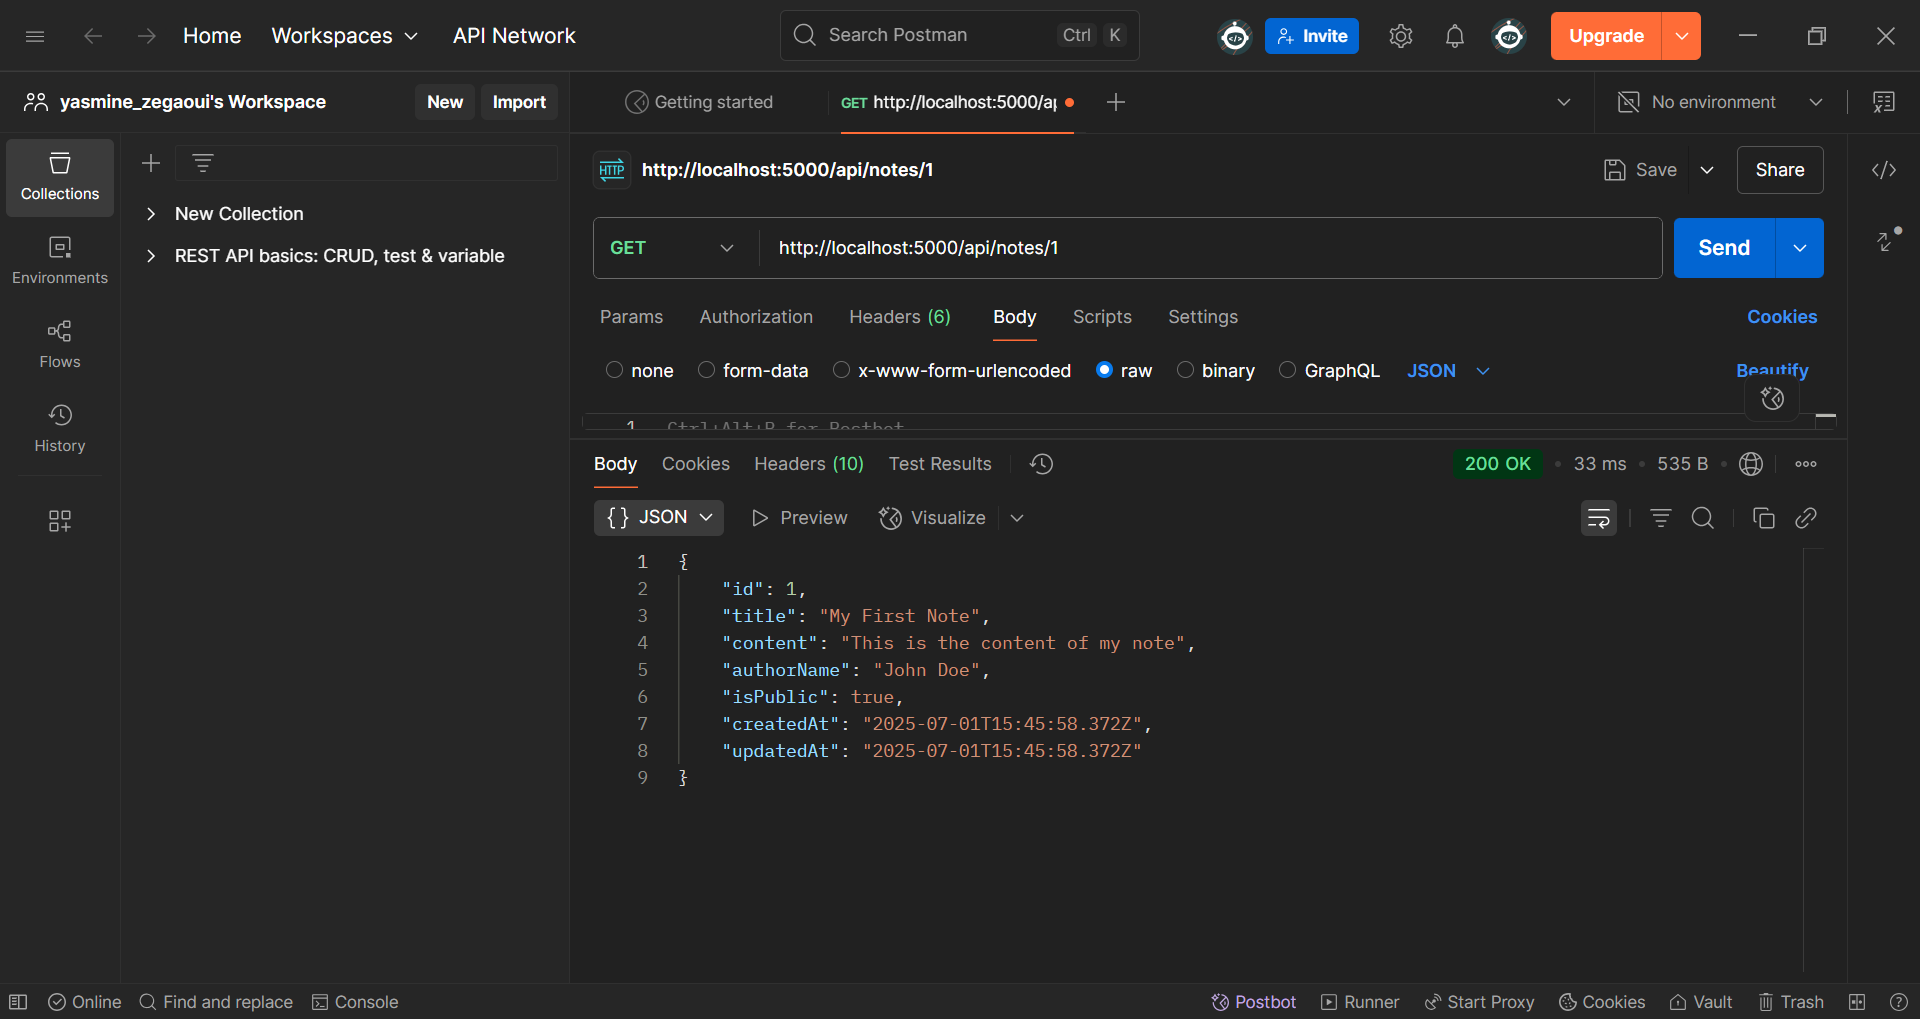 Home Workspaces API Network Search Postman Ctrl K Invite Upgrade
yasmine_zegaoui's Workspace New Import Getting started GET http://localhost:5000/ap No environment
Collections
New Collection
REST API basics: CRUD, test & variable
Environments
Flows
History
HTTP http://localhost:5000/api/notes/1 Save Share
GET http://localhost:5000/api/notes/1 Send
Params Authorization Headers (6) Body Scripts Settings Cookies
none form-data x-www-form-urlencoded raw binary GraphQL JSON Beautify
1 Ctrl+Alt+P for Postbot
Body Cookies Headers (10) Test Results 200 OK • 33 ms • 535 B •
{} JSON Preview Visualize
1 {
2 "id": 1,
3 "title": "My First Note",
4 "content": "This is the content of my note",
5 "authorName": "John Doe",
6 "isPublic": true,
7 "createdAt": "2025-07-01T15:45:58.372Z",
8 "updatedAt": "2025-07-01T15:45:58.372Z"
9 }
Online Find and replace Console Postbot Runner Start Proxy Cookies Vault Trash